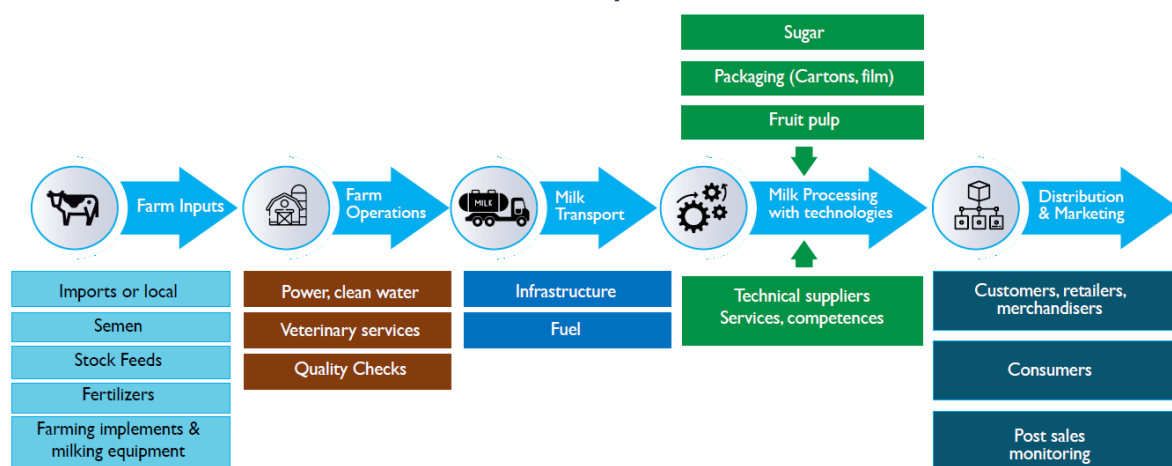 Sugar
Packaging (Cartons, film)
Fruit pulp
Farm Inputs
Farm
Operations
MILK
Milk
Transport
Milk Processing
with technologies
Distribution
& Marketing
Imports or local
Semen
Stock Feeds
Fertilizers
Farming implements &
milking equipment
Power, clean water
Veterinary services
Quality Checks
Infrastructure
Fuel
Technical suppliers
Services, competences
Customers, retailers,
merchandisers
Consumers
Post sales
monitoring